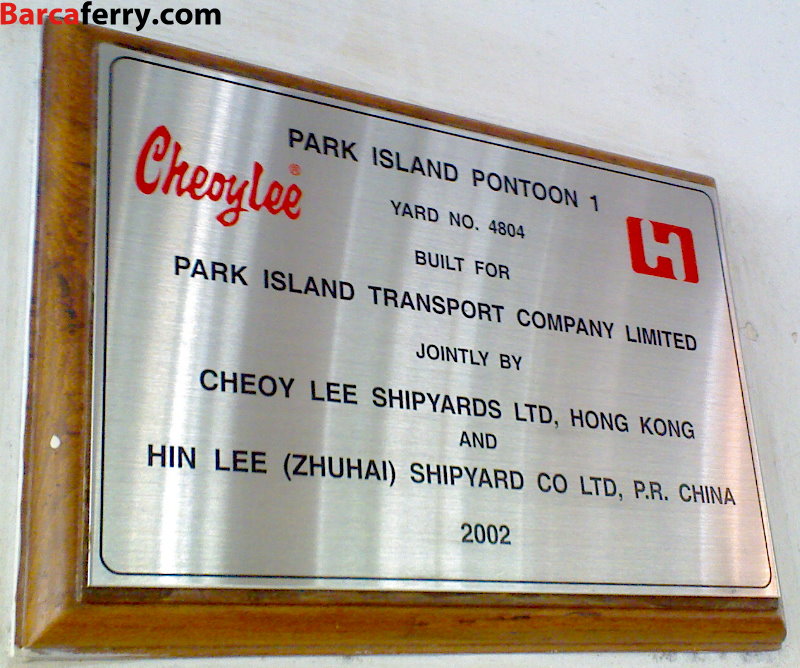 Barcaferry.com
PARK ISLAND PONTOON 1
Cheoylee®
YARD NO. 4804
BUILT FOR
PARK ISLAND TRANSPORT COMPANY LIMITED
JOINTLY BY
CHEOY LEE SHIPYARDS LTD, HONG KONG
AND
HIN LEE (ZHUHAI) SHIPYARD CO LTD, P.R. CHINA
2002